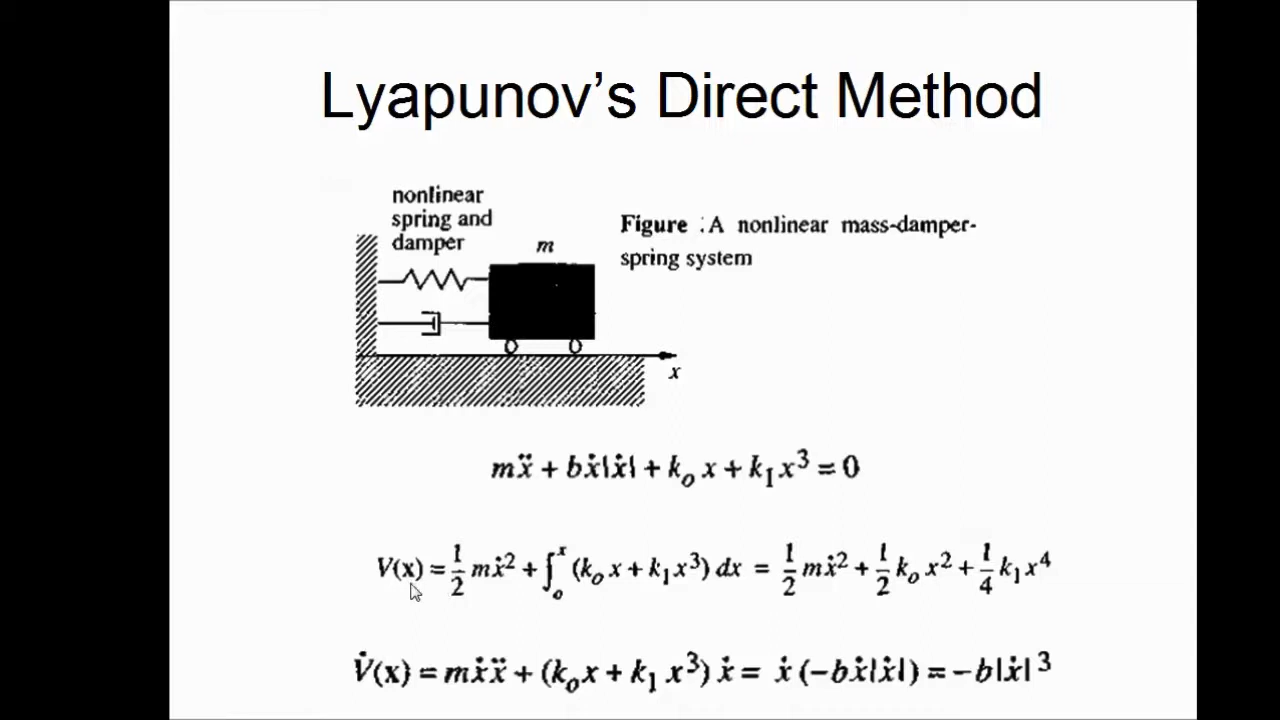 Lyapunov's Direct Method
nonlinear
spring and
damper
m
Figure : A nonlinear mass-damper-
spring system
x
mẍ + bẋ|ẋ| + k₀x + k₁x³ = 0
V(x) = 1/2 mẋ² + ∫₀ˣ (k₀x + k₁x³) dx = 1/2 mẋ² + 1/2 k₀x² + 1/4 k₁x⁴
V̇(x) = mẋẍ + (k₀x + k₁x³) ẋ = ẋ (−bẋ|ẋ|) = −b|ẋ|³